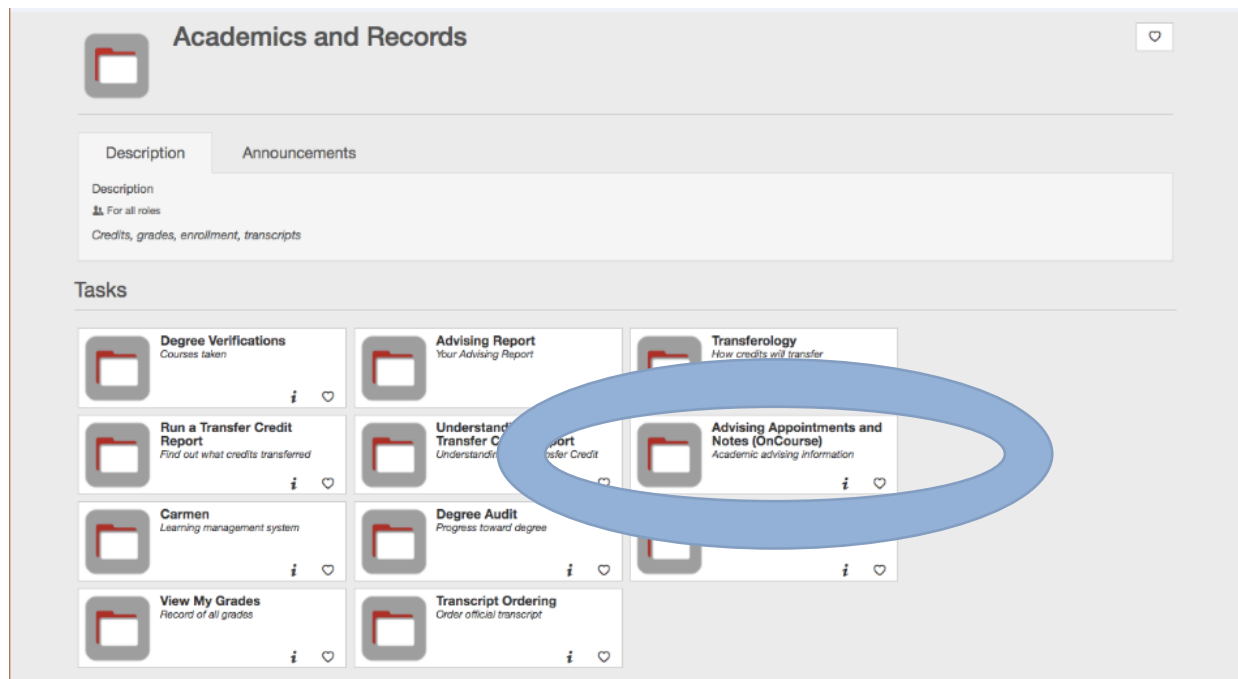 Academics and Records
Description
Announcements
Description
For all roles
Credits, grades, enrollment, transcripts
Tasks
Degree Verifications
Courses taken
Advising Report
Your Advising Report
Transferology
How credits will transfer
Run a Transfer Credit
Report
Find out what credits transferred
Transfer
Understanding
Credit
Advising Appointments and
Notes (OnCourse)
Academic advising information
Carmen
Learning management system
Degree Audit
Progress toward degree
View My Grades
Record of all grades
Transcript Ordering
Order official transcript